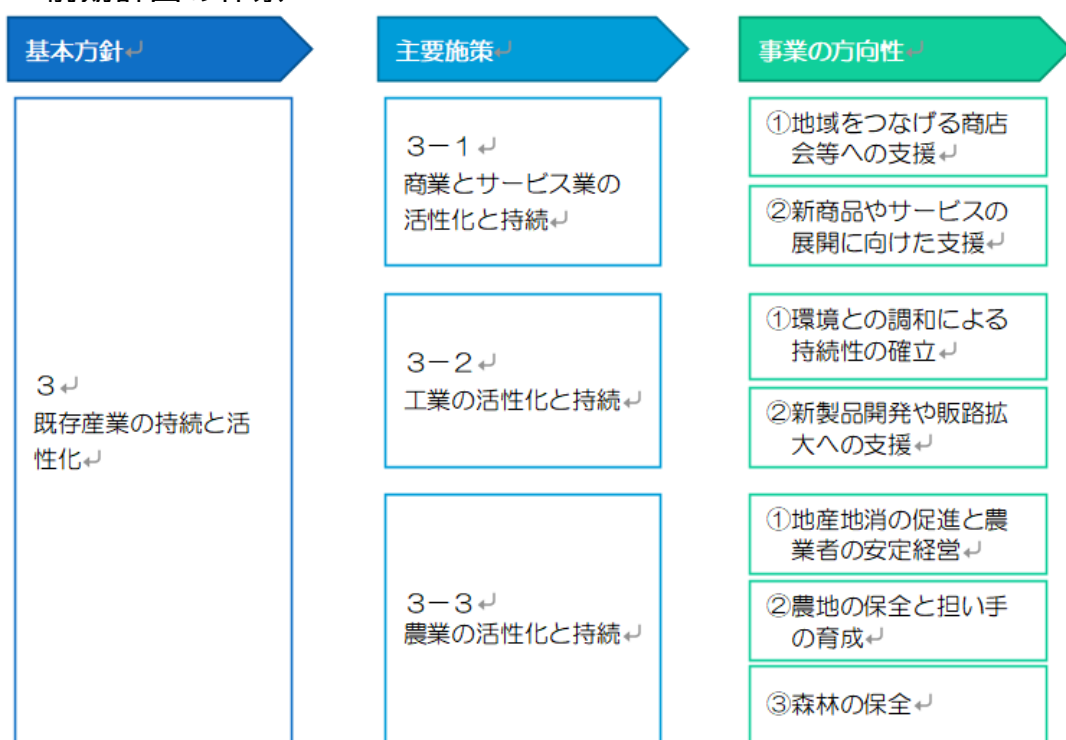 基本方針
主要施策
事業の方向性
3
既存産業の持続と活
性化
3-1
商業とサービス業の
活性化と持続
①地域をつなげる商店
会等への支援
②新商品やサービスの
展開に向けた支援
3-2
工業の活性化と持続
①環境との調和による
持続性の確立
②新製品開発や販路拡
大への支援
3-3
農業の活性化と持続
①地産地消の促進と農
業者の安定経営
②農地の保全と担い手
の育成
③森林の保全